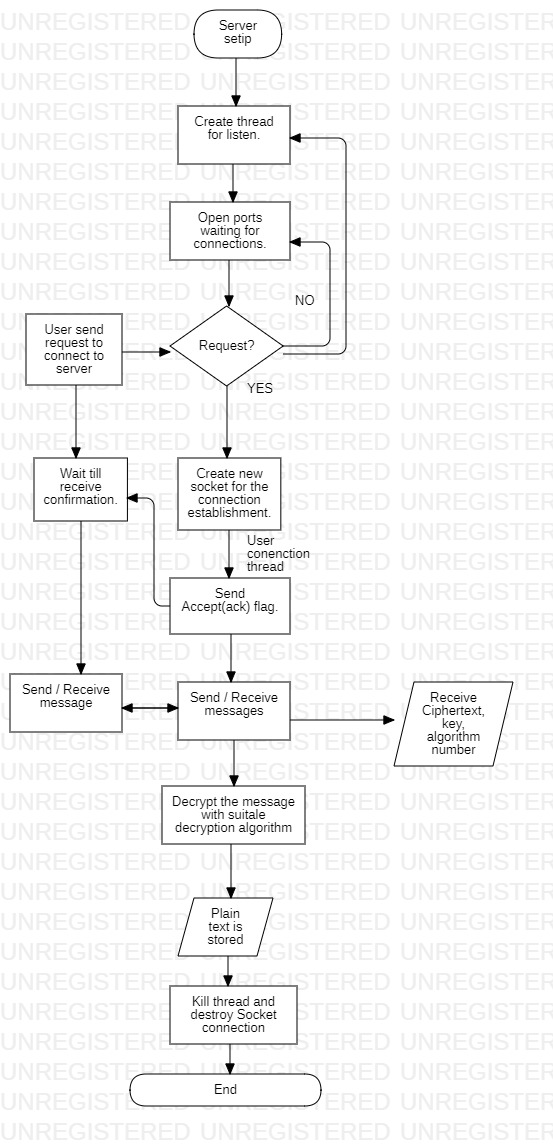 Server
setip
Create thread
for listen.
Open ports
waiting for
connections.
NO
User send
request to
connect to
server
Request?
YES
Wait till
receive
confirmation.
Create new
socket for the
connection
establishment.
User
conenction
thread
Send
Accept(ack) flag.
Send / Receive
message
Send / Receive
messages
Receive
Ciphertext,
key,
algorithm
number
Decrypt the message
with suitale
decryption algorithm
Plain
text is
stored
Kill thread and
destroy Socket
connection
End
UNREGISTERED